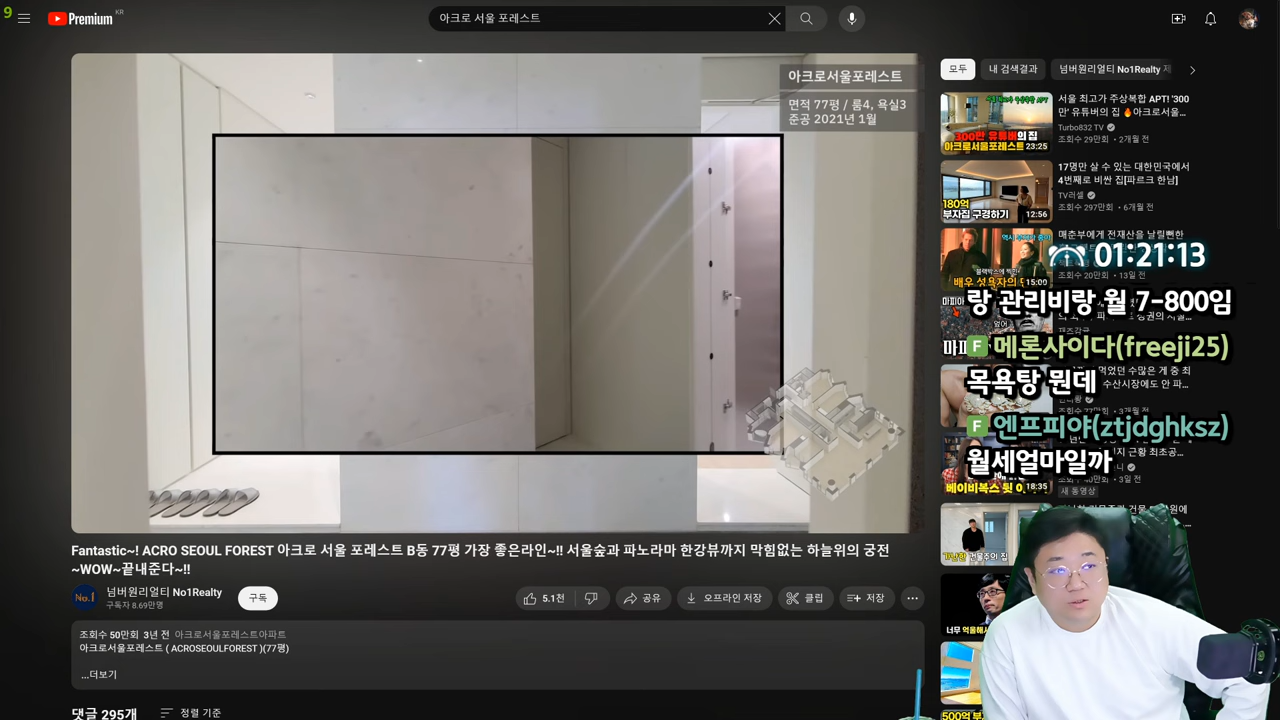 9
Premium KR
아크로 서울 포레스트
아크로서울포레스트
면적 77평 / 룸4, 욕실3
준공 2021년 1월
Fantastic~! ACRO SEOUL FOREST 아크로 서울 포레스트 B동 77평 가장 좋은라인~!! 서울숲과 파노라마 한강뷰까지 막힘없는 하늘위의 궁전
~WOW~끝내준다~!!
No.1
넘버원리얼티 No1Realty
구독자 8.69만명
구독
5.1천
공유
오프라인 저장
클립
저장
조회수 50만회 3년 전 아크로서울포레스트아파트
아크로서울포레스트 ( ACROSEOULFOREST )(77평)
...더보기
댓글 295개
정렬 기준
모두
내 검색결과
넘버원리얼티 No1Realty 제
300만 유튜버의 집
아크로서울포레스트
23:25
서울 최고가 주상복합 APT! '300
만' 유튜버의 집 🔥아크로서울...
Turbo832 TV
조회수 29만회 • 2개월 전
180억
부자집 구경하기
12:56
17명만 살 수 있는 대한민국에서
4번째로 비싼 집[파르크 한남]
TV러셀
조회수 297만회 • 6개월 전
15:00
매춘부에게 전재산을 날릴뻔한
조회수 20만회 • 13일 전
01:21:13
랑 관리비랑 월 7-800임
F 메론사이다(freeji25)
목욕탕 뭔데
F 엔프피야(ztjdghksz)
월세얼마일까
18:35
3일 전
새 동영상